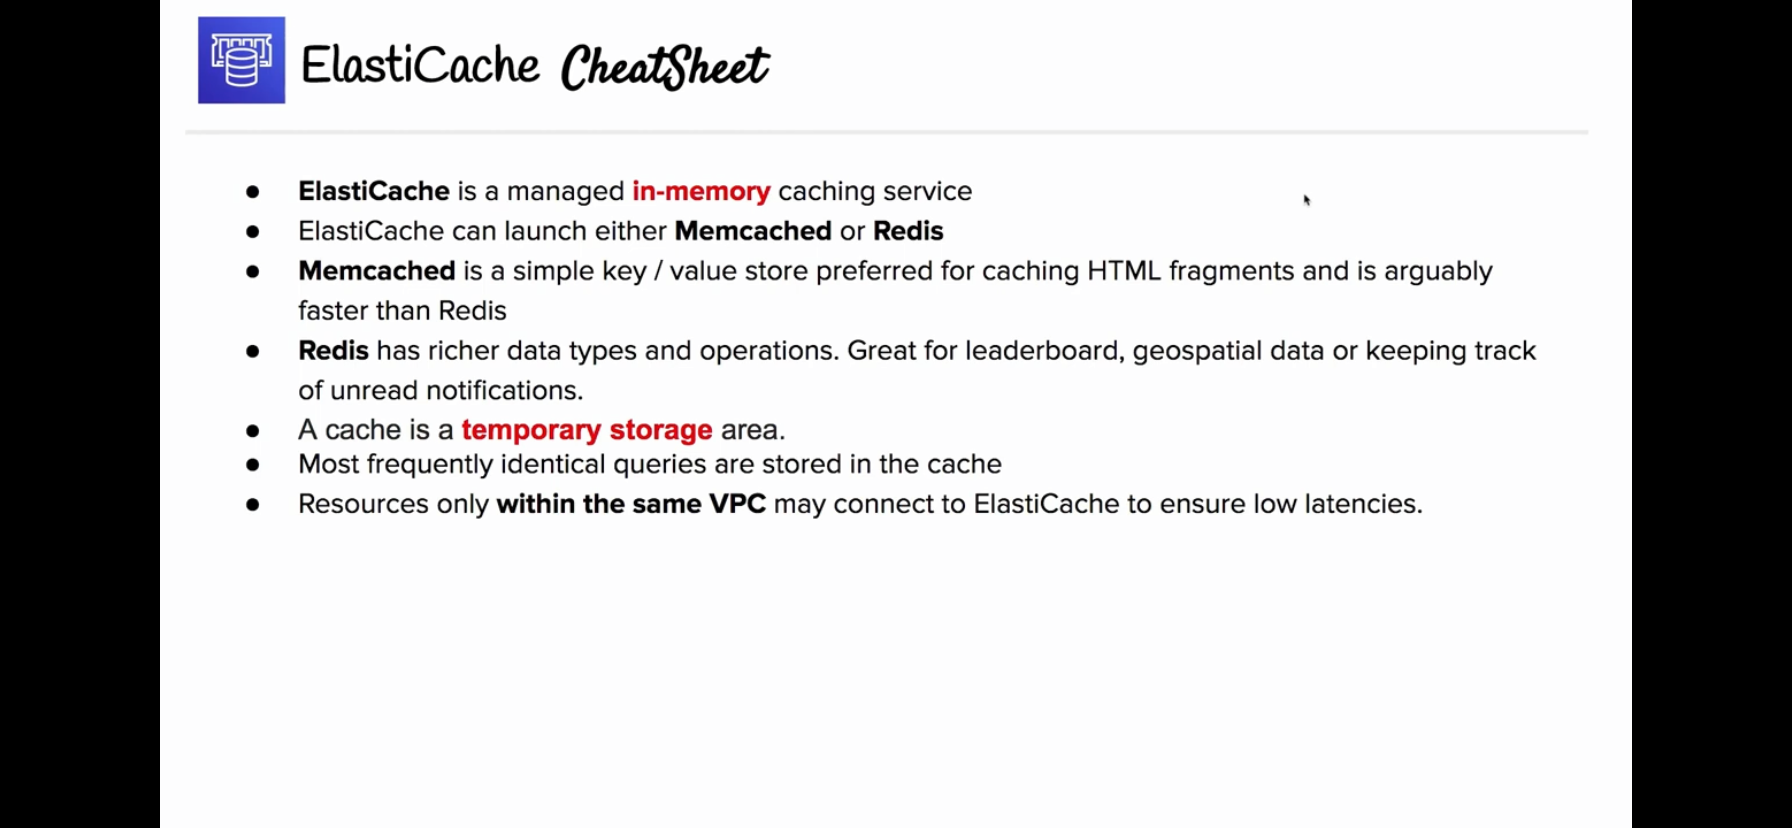 ElastiCache CheatSheet
● ElastiCache is a managed in-memory caching service
● ElastiCache can launch either Memcached or Redis
● Memcached is a simple key / value store preferred for caching HTML fragments and is arguably
faster than Redis
● Redis has richer data types and operations. Great for leaderboard, geospatial data or keeping track
of unread notifications.
● A cache is a temporary storage area.
● Most frequently identical queries are stored in the cache
● Resources only within the same VPC may connect to ElastiCache to ensure low latencies.